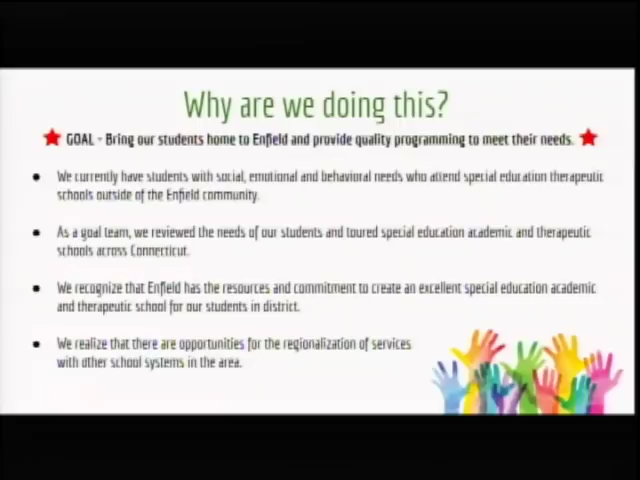 Why are we doing this?
GOAL - Bring our students home to Enfield and provide quality programming to meet their needs.
We currently have students with social, emotional and behavioral needs who attend special education therapeutic
schools outside of the Enfield community.
As a goal team, we reviewed the needs of our students and toured special education academic and therapeutic
schools across Connecticut.
We recognize that Enfield has the resources and commitment to create an excellent special education academic
and therapeutic school for our students in district.
We realize that there are opportunities for the regionalization of services
with other school systems in the area.